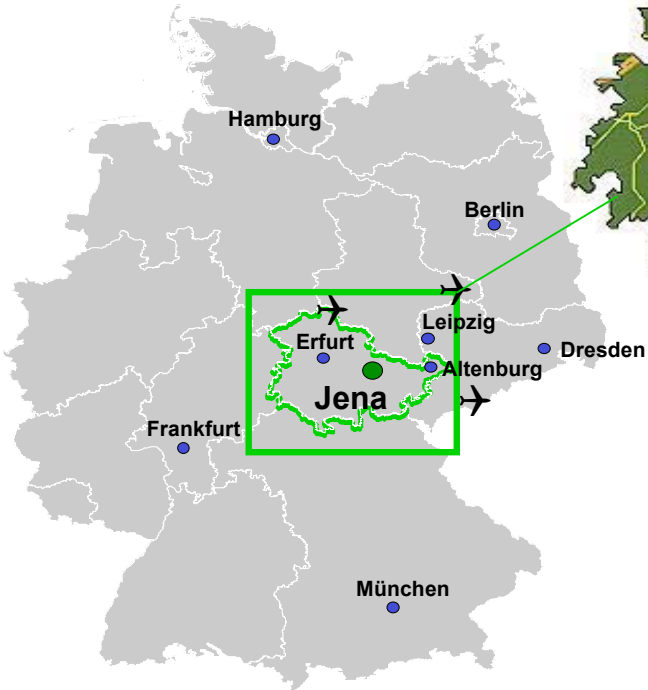 Hamburg
Berlin
Leipzig
Erfurt
Dresden
Altenburg
Jena
Frankfurt
München